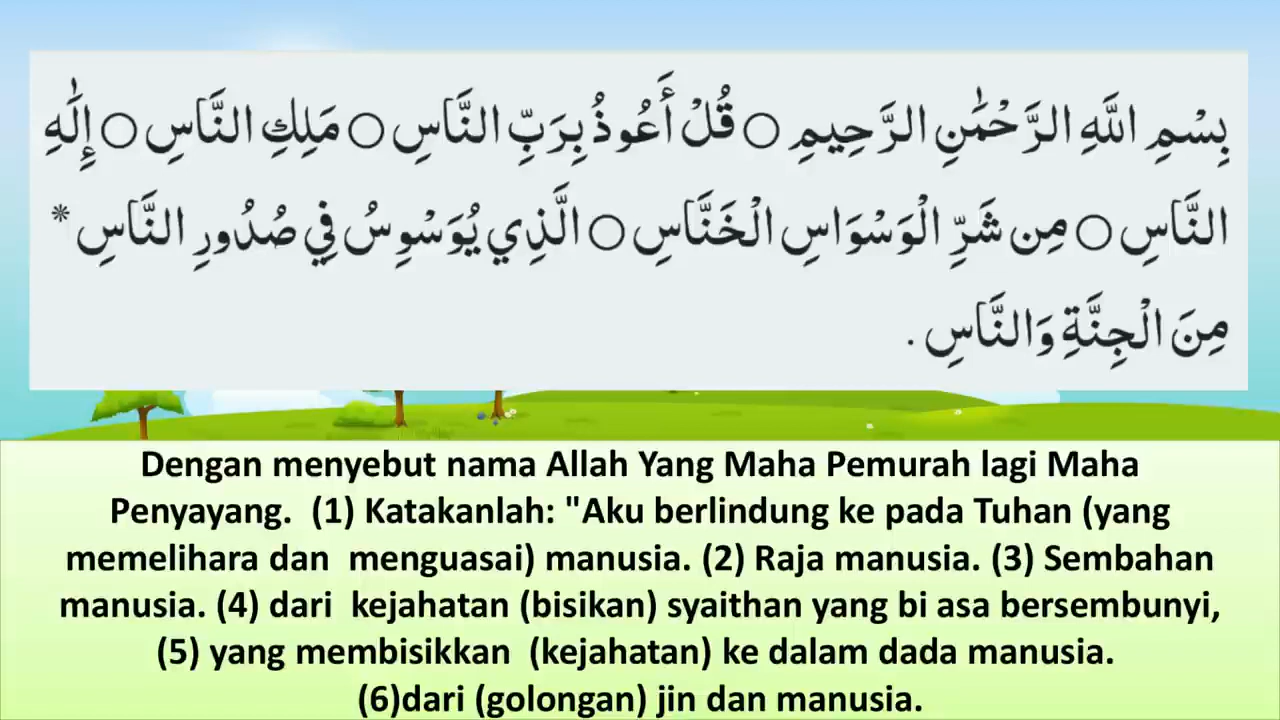 بِسْمِ اللَّهِ الرَّحْمَٰنِ الرَّحِيمِ ○ قُلْ أَعُوذُ بِرَبِّ النَّاسِ ○ مَلِكِ النَّاسِ ○ إِلَٰهِ
النَّاسِ ○ مِن شَرِّ الْوَسْوَاسِ الْخَنَّاسِ ○ الَّذِي يُوَسْوِسُ فِي صُدُورِ النَّاسِ *
مِنَ الْجِنَّةِ وَالنَّاسِ .
Dengan menyebut nama Allah Yang Maha Pemurah lagi Maha
Penyayang. (1) Katakanlah: "Aku berlindung ke pada Tuhan (yang
memelihara dan menguasai) manusia. (2) Raja manusia. (3) Sembahan
manusia. (4) dari kejahatan (bisikan) syaithan yang bi asa bersembunyi,
(5) yang membisikkan (kejahatan) ke dalam dada manusia.
(6)dari (golongan) jin dan manusia.